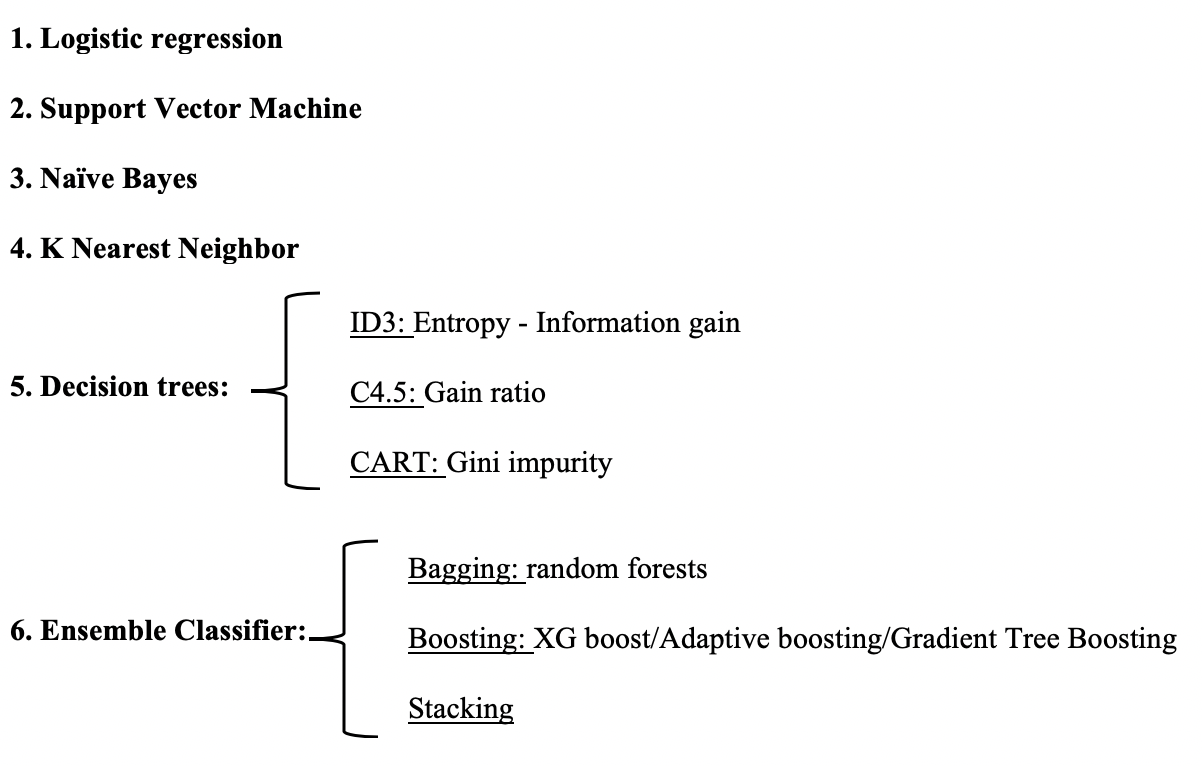 1. Logistic regression
2. Support Vector Machine
3. Naïve Bayes
4. K Nearest Neighbor
5. Decision trees:
ID3: Entropy - Information gain
C4.5: Gain ratio
CART: Gini impurity
6. Ensemble Classifier:
Bagging: random forests
Boosting: XG boost/Adaptive boosting/Gradient Tree Boosting
Stacking